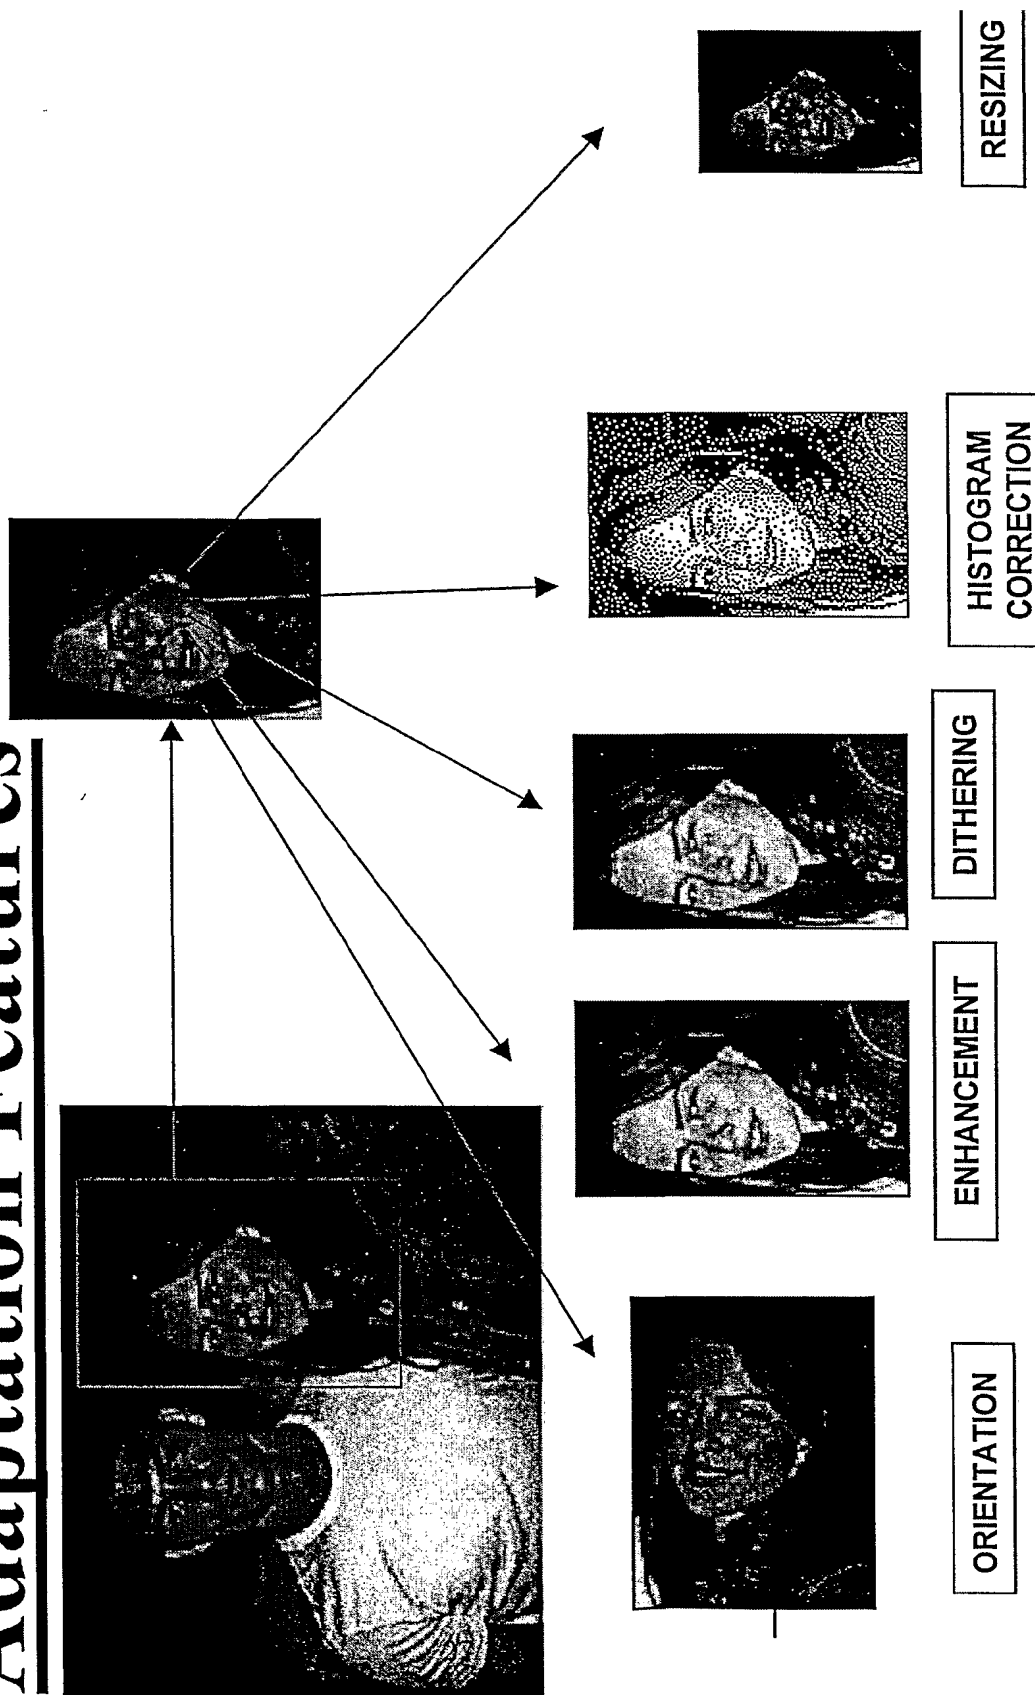 Adaptation Features
ORIENTATION
ENHANCEMENT
DITHERING
HISTOGRAM
CORRECTION
RESIZING